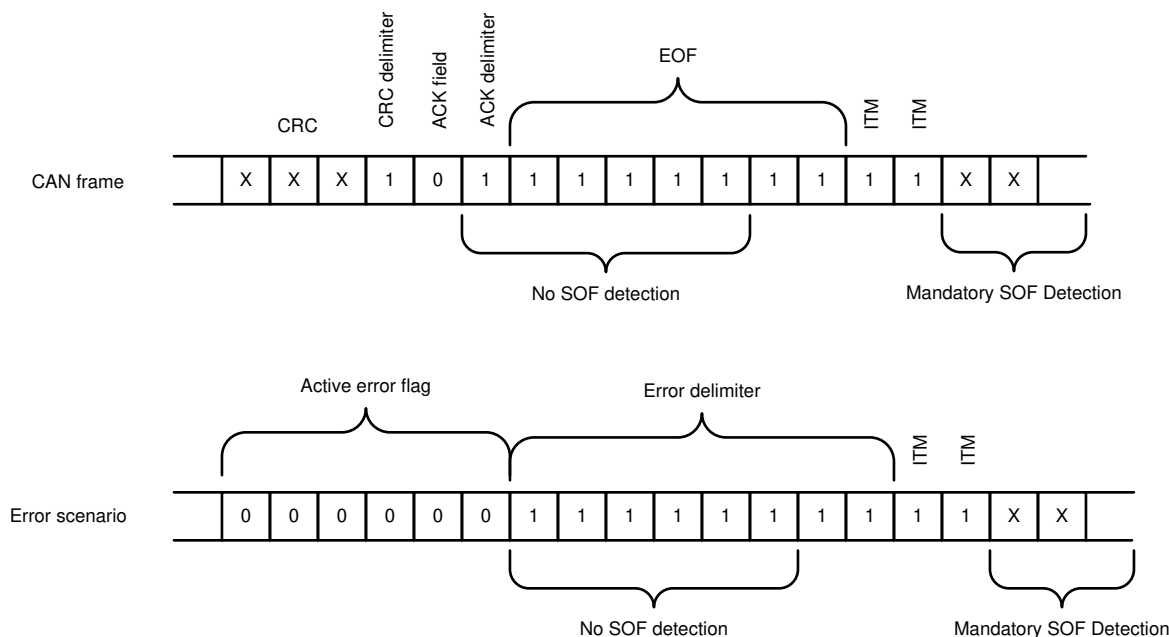 CRC delimiter
ACK field
ACK delimiter
EOF
CRC
ITM
ITM
CAN frame X X X 1 0 1 1 1 1 1 1 1 1 1 1 X X
No SOF detection
Mandatory SOF Detection
Active error flag
Error delimiter
ITM
ITM
Error scenario 0 0 0 0 0 0 1 1 1 1 1 1 1 1 1 1 X X
No SOF detection
Mandatory SOF Detection